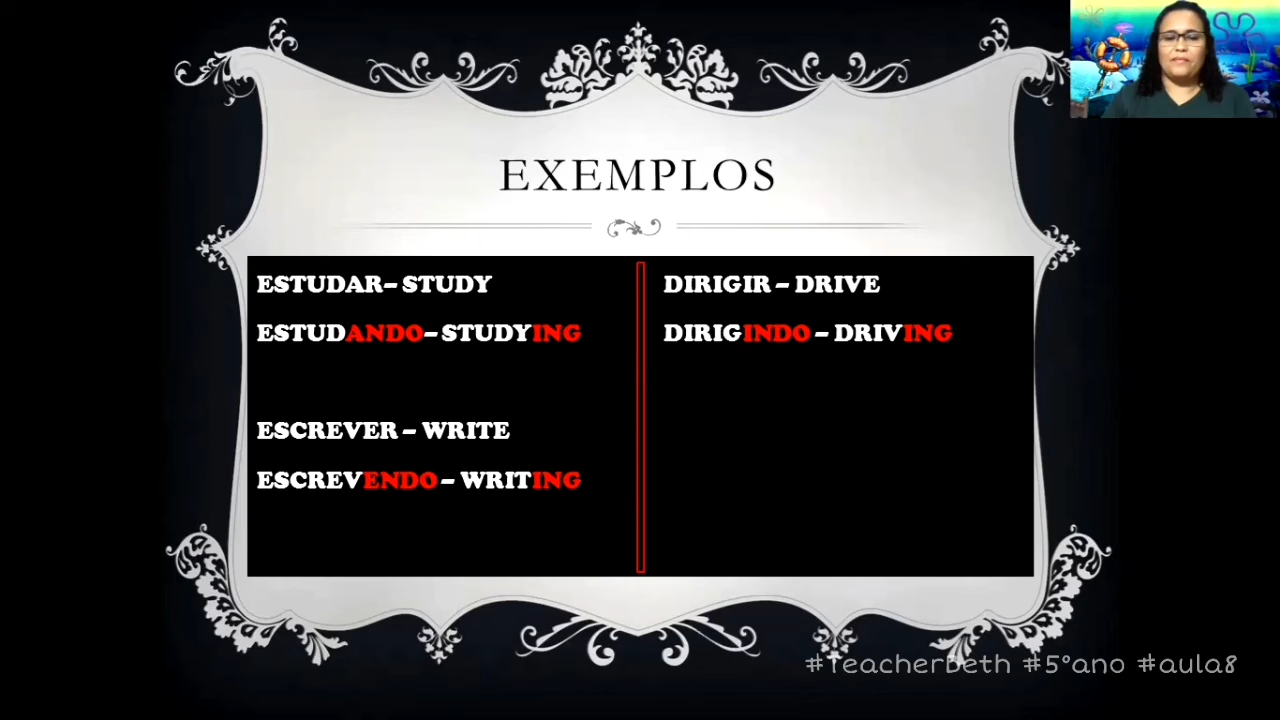 EXEMPLOS
ESTUDAR– STUDY
ESTUDANDO– STUDYING
ESCREVER – WRITE
ESCREVENDO – WRITING
DIRIGIR – DRIVE
DIRIGINDO – DRIVING
#TeacherBeth #5°ano #aula8